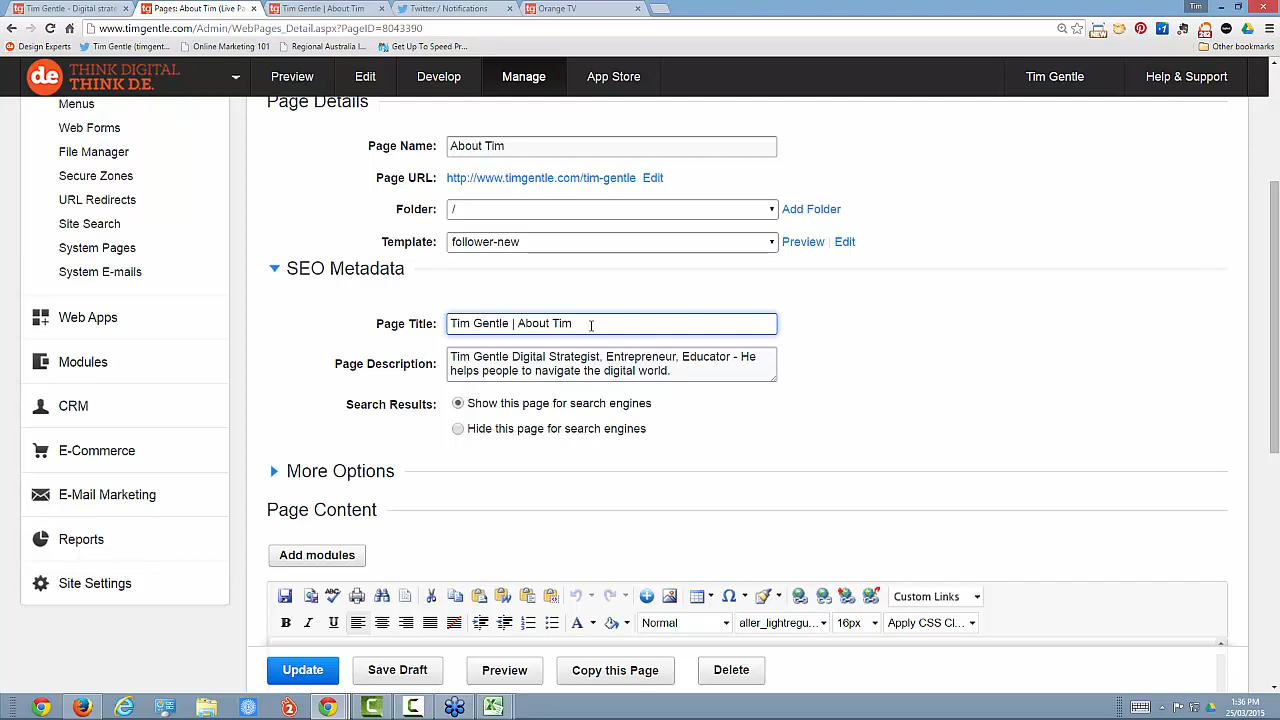 Tim Gentle - Digital strate
Pages: About Tim (Live Pa
Tim Gentle | About Tim
Twitter / Notifications
Orange TV
Tim
www.timgentle.com/Admin/WebPages_Detail.aspx?PageID=8043390
Design Experts
Tim Gentle (timgent...
Online Marketing 101
Regional Australia I...
Get Up To Speed Pr...
Other bookmarks
de THINK DIGITAL
THINK D.E.
Preview
Edit
Develop
Manage
App Store
Tim Gentle
Help & Support
Menus
Web Forms
File Manager
Secure Zones
URL Redirects
Site Search
System Pages
System E-mails
Web Apps
Modules
CRM
E-Commerce
E-Mail Marketing
Reports
Site Settings
Page Details
Page Name: About Tim
Page URL: http://www.timgentle.com/tim-gentle Edit
Folder: / Add Folder
Template: follower-new Preview | Edit
SEO Metadata
Page Title: Tim Gentle | About Tim
Page Description: Tim Gentle Digital Strategist, Entrepreneur, Educator - He
helps people to navigate the digital world.
Search Results: Show this page for search engines
Hide this page for search engines
More Options
Page Content
Add modules
Custom Links
B I U A Normal aller_lightregu... 16px Apply CSS Cl...
Update
Save Draft
Preview
Copy this Page
Delete
1:36 PM
25/03/2015